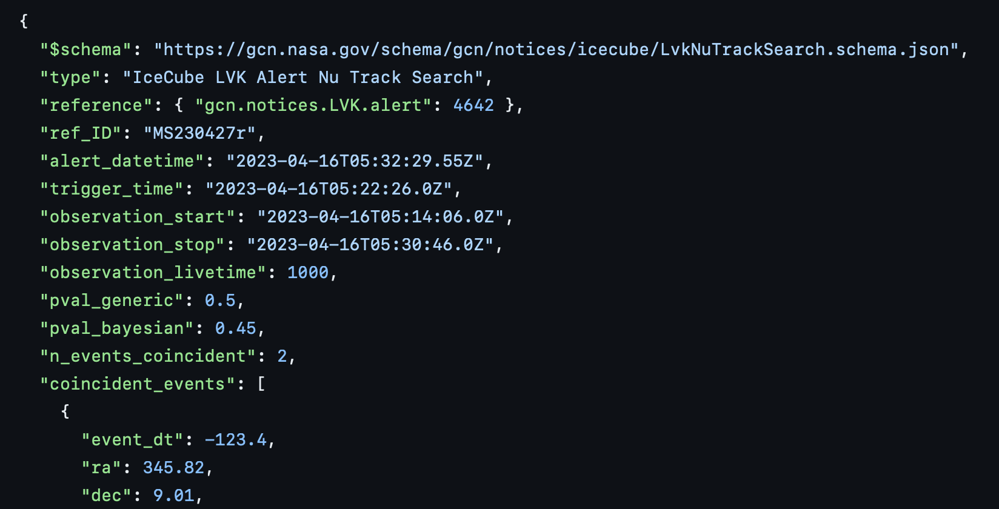 {
"$schema": "https://gcn.nasa.gov/schema/gcn/notices/icecube/LvkNuTrackSearch.schema.json",
"type": "IceCube LVK Alert Nu Track Search",
"reference": { "gcn.notices.LVK.alert": 4642 },
"ref_ID": "MS230427r",
"alert_datetime": "2023-04-16T05:32:29.55Z",
"trigger_time": "2023-04-16T05:22:26.0Z",
"observation_start": "2023-04-16T05:14:06.0Z",
"observation_stop": "2023-04-16T05:30:46.0Z",
"observation_livetime": 1000,
"pval_generic": 0.5,
"pval_bayesian": 0.45,
"n_events_coincident": 2,
"coincident_events": [
{
"event_dt": -123.4,
"ra": 345.82,
"dec": 9.01,